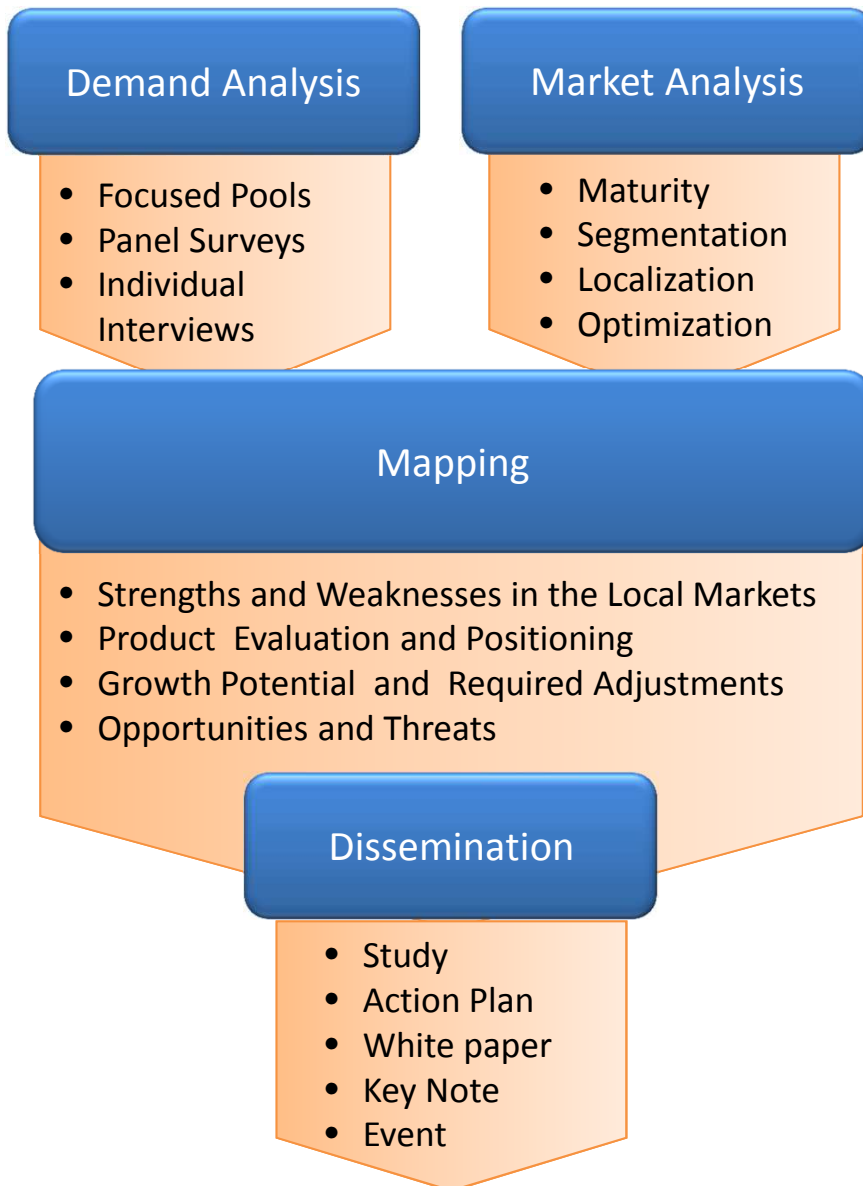 Demand Analysis
• Focused Pools
• Panel Surveys
• Individual
Interviews
Market Analysis
• Maturity
• Segmentation
• Localization
• Optimization
Mapping
• Strengths and Weaknesses in the Local Markets
• Product Evaluation and Positioning
• Growth Potential and Required Adjustments
• Opportunities and Threats
Dissemination
• Study
• Action Plan
• White paper
• Key Note
• Event